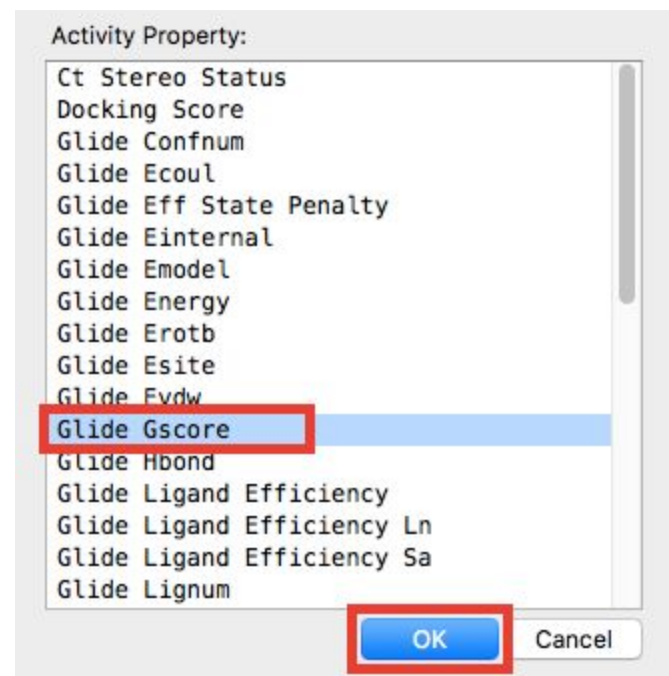 Activity Property:
Ct Stereo Status
Docking Score
Glide Confnum
Glide Ecoul
Glide Eff State Penalty
Glide Einternal
Glide Emodel
Glide Energy
Glide Erotb
Glide Esite
Glide Evdw
Glide Gscore
Glide Hbond
Glide Ligand Efficiency
Glide Ligand Efficiency Ln
Glide Ligand Efficiency Sa
Glide Lignum
OK Cancel